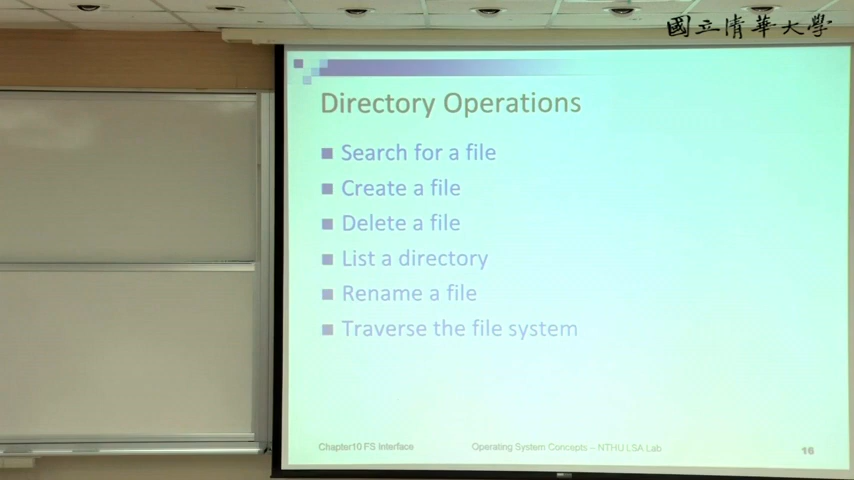 國立清華大學
Directory Operations
Search for a file
Create a file
Delete a file
List a directory
Rename a file
Traverse the file system
Chapter10 FS Interface
Operating System Concepts – NTHU LSA Lab
16